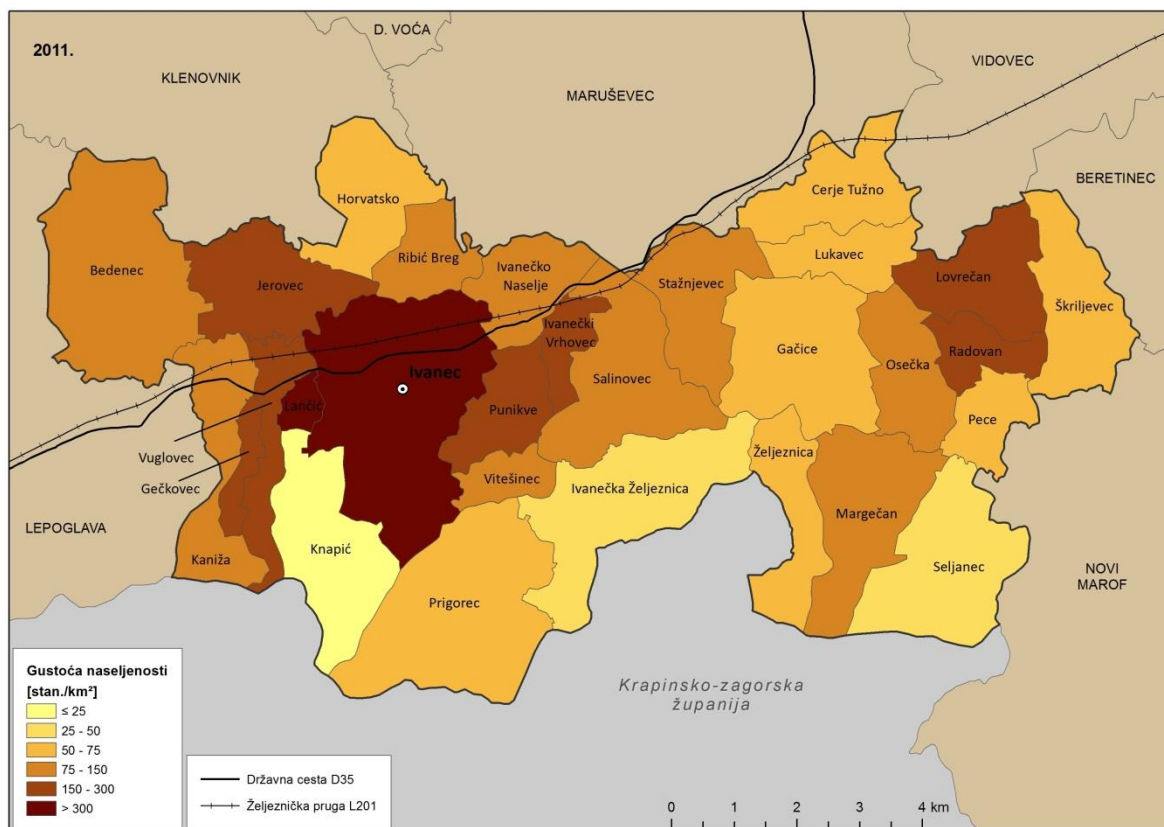 2011.
D. VOĆA
KLENOVNIK
MARUŠEVEC
VIDOVEC
BERETINEC
Horvatsko
Cerje Tužno
Ribić Breg
Lukavec
Bedenec
Jerovec
Ivanečko
Naselje
Stažnjevec
Lovrečan
Škriljevec
Ivanečki
Vrhovec
Gačice
Radovan
Osečka
Ivanec
Salinovec
Lančić
Punikve
Pece
Vuglovec
Željeznica
Gečkovec
Vitešinec
Ivanečka Željeznica
LEPOGLAVA
Margečan
Kaniža
Knapić
Seljanec
NOVI
MAROF
Prigorec
Krapinsko-zagorska
županija
Gustoća naseljenosti
[stan./km²]
≤ 25
25 - 50
50 - 75
75 - 150
150 - 300
> 300
Državna cesta D35
Željeznička pruga L201
0 1 2 3 4 km